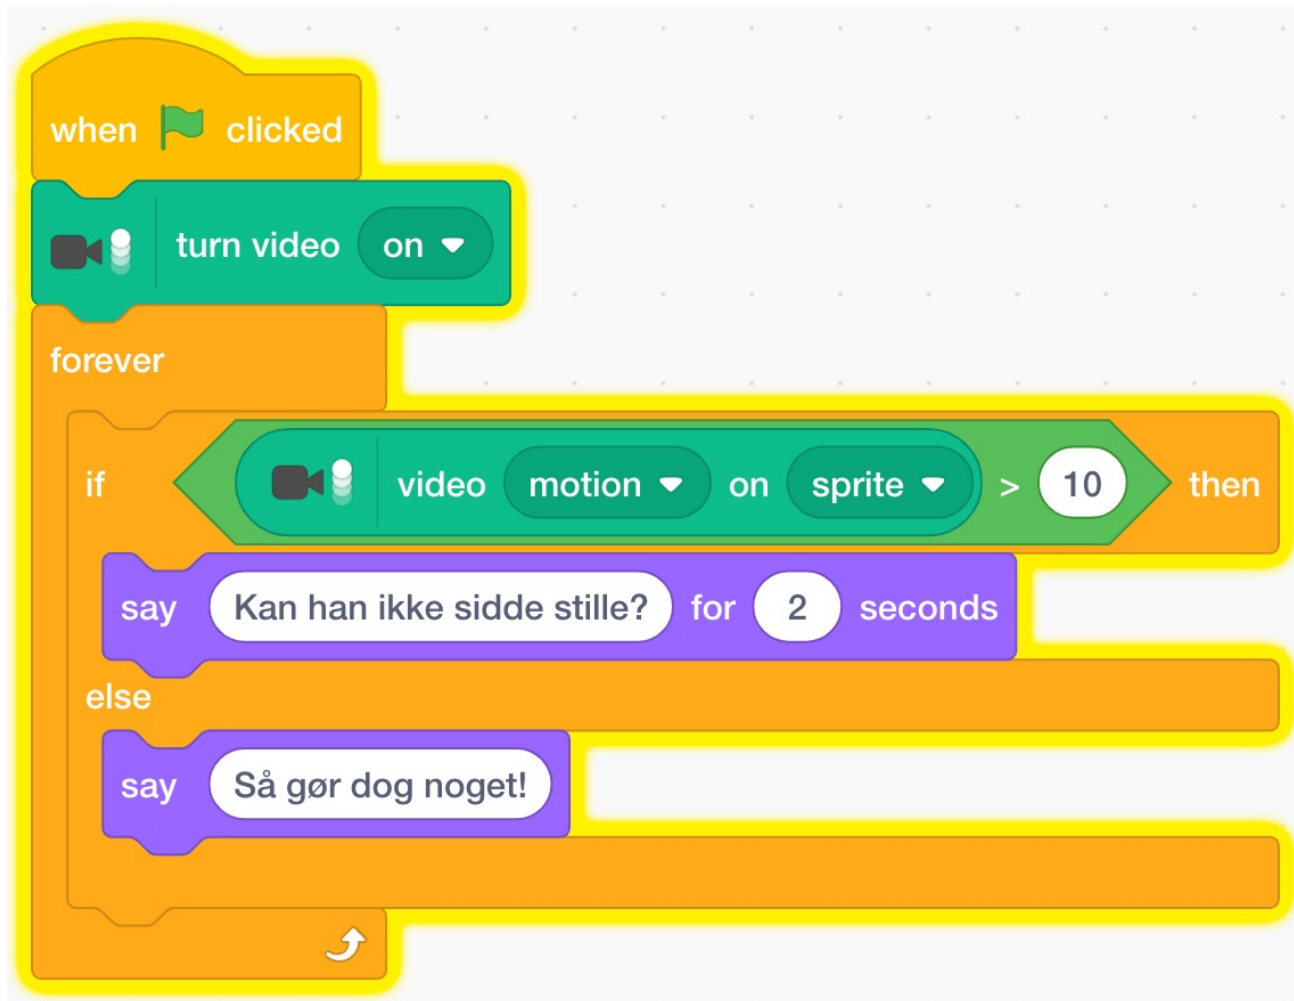 when clicked
turn video on
forever
if video motion on sprite > 10 then
say Kan han ikke sidde stille? for 2 seconds
else
say Så gør dog noget!